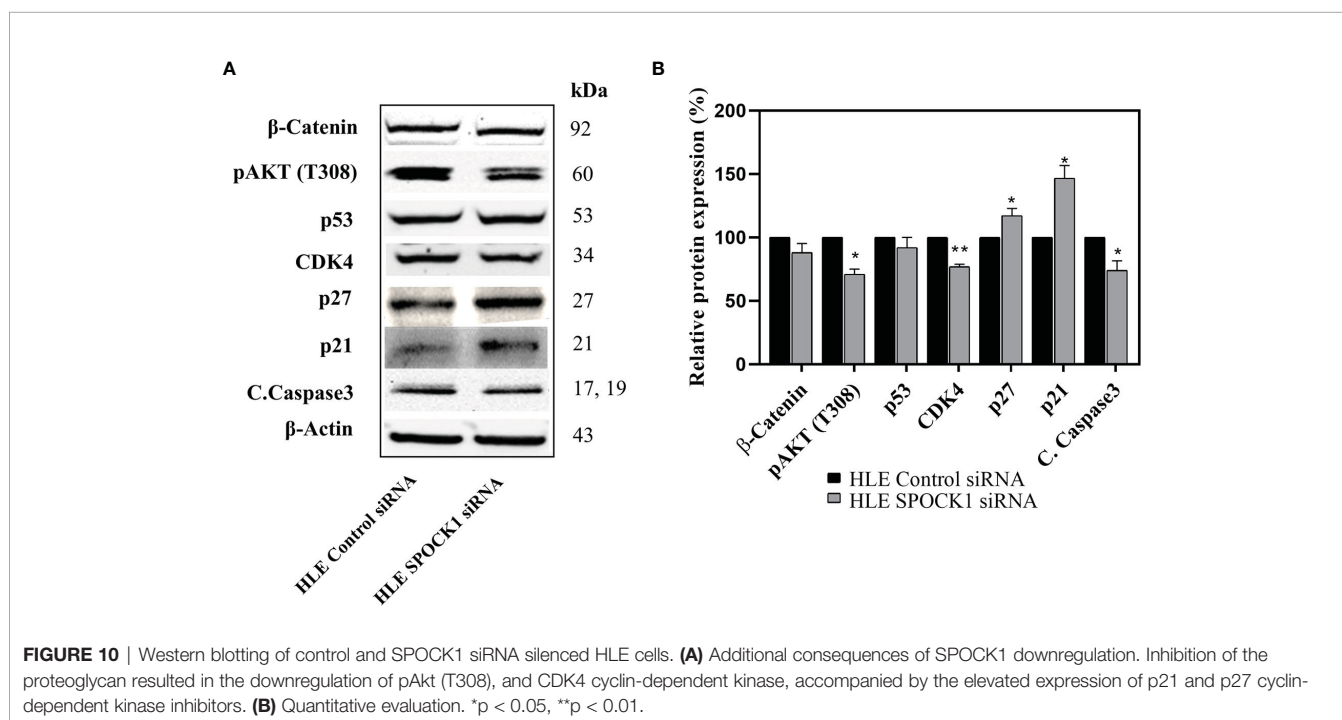 A
kDa
β-Catenin 92
pAKT (T308) 60
p53 53
CDK4 34
p27 27
p21 21
C.Caspase3 17, 19
β-Actin 43
HLE Control siRNA
HLE SPOCK1 siRNA
B
Relative protein expression (%)
200
150
100
50
0
* * ** * * *
β-Catenin
pAKT (T308)
p53
CDK4
p27
p21
C. Caspase3
HLE Control siRNA
HLE SPOCK1 siRNA
FIGURE 10 | Western blotting of control and SPOCK1 siRNA silenced HLE cells. (A) Additional consequences of SPOCK1 downregulation. Inhibition of the
proteoglycan resulted in the downregulation of pAkt (T308), and CDK4 cyclin-dependent kinase, accompanied by the elevated expression of p21 and p27 cyclin-
dependent kinase inhibitors. (B) Quantitative evaluation. *p < 0.05, **p < 0.01.